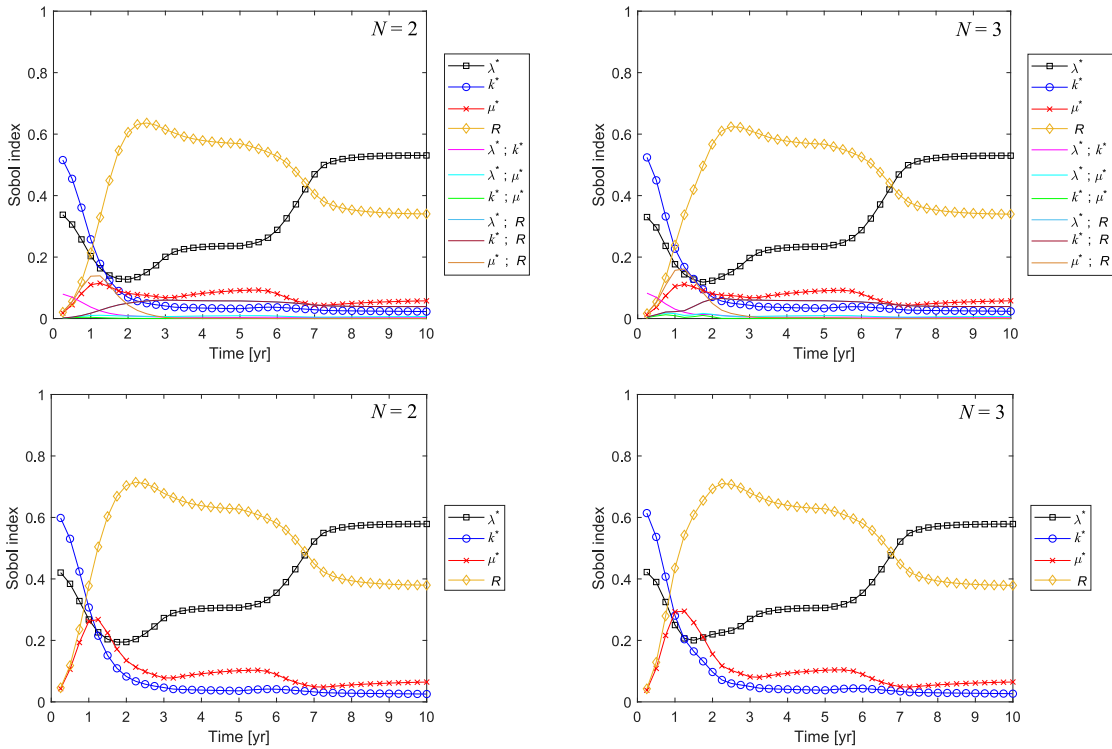 N = 2
Sobol index
1
0.8
0.6
0.4
0.2
0
0 1 2 3 4 5 6 7 8 9 10
Time [yr]
λ*
k*
μ*
R
λ* ; k*
λ* ; μ*
k* ; μ*
λ* ; R
k* ; R
μ* ; R
N = 3
Sobol index
1
0.8
0.6
0.4
0.2
0
0 1 2 3 4 5 6 7 8 9 10
Time [yr]
λ*
k*
μ*
R
λ* ; k*
λ* ; μ*
k* ; μ*
λ* ; R
k* ; R
μ* ; R
N = 2
Sobol index
1
0.8
0.6
0.4
0.2
0
0 1 2 3 4 5 6 7 8 9 10
Time [yr]
λ*
k*
μ*
R
N = 3
Sobol index
1
0.8
0.6
0.4
0.2
0
0 1 2 3 4 5 6 7 8 9 10
Time [yr]
λ*
k*
μ*
R